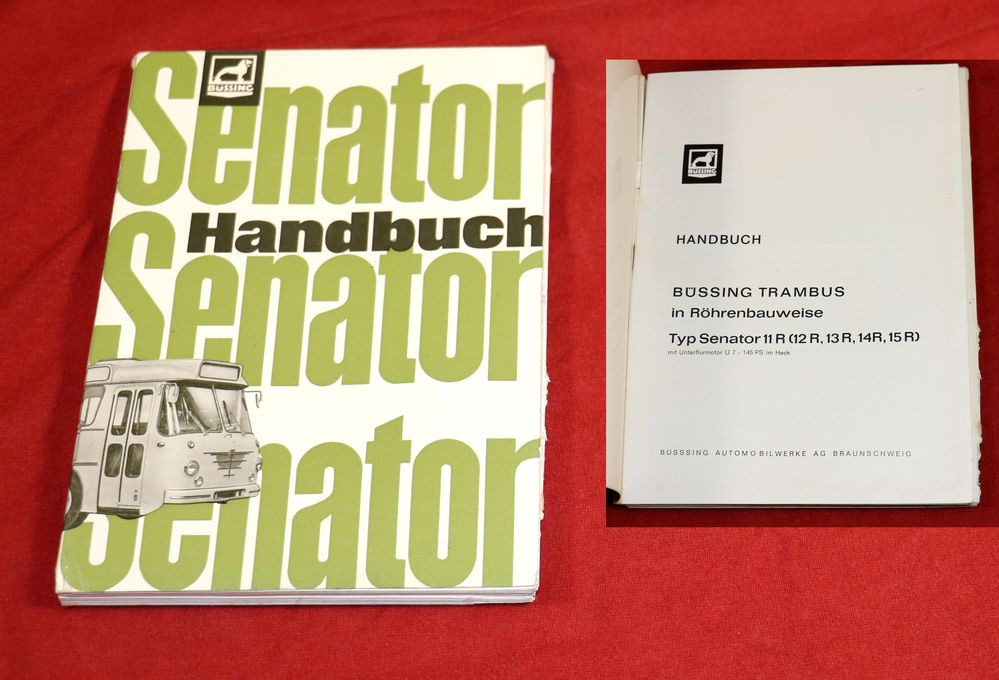 Senator
BÜSSING
Handbuch
Senator
Senator
BÜSSING
HANDBUCH
BÜSSING TRAMBUS
in Röhrenbauweise
Typ Senator 11 R (12 R, 13 R, 14R, 15 R)
mit Unterflurmotor U 7 - 145 PS im Heck
BÜSSSING AUTOMOBILWERKE AG BRAUNSCHWEIG